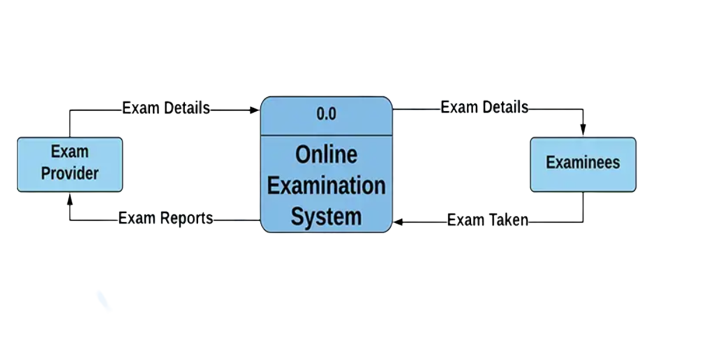 Exam Details
0.0
Exam Details
Exam
Provider
Online
Examination
System
Examinees
Exam Reports
Exam Taken